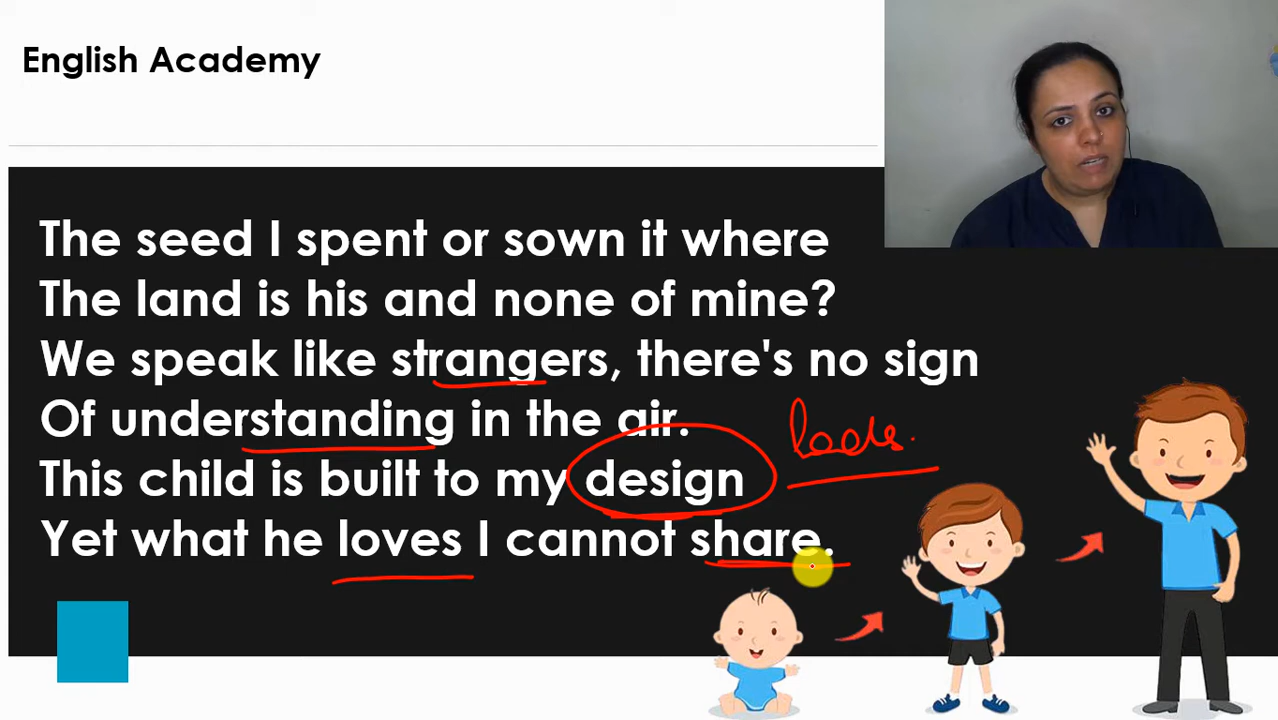 English Academy
The seed I spent or sown it where
The land is his and none of mine?
We speak like strangers, there's no sign
Of understanding in the air.
This child is built to my design
looks.
Yet what he loves I cannot share.